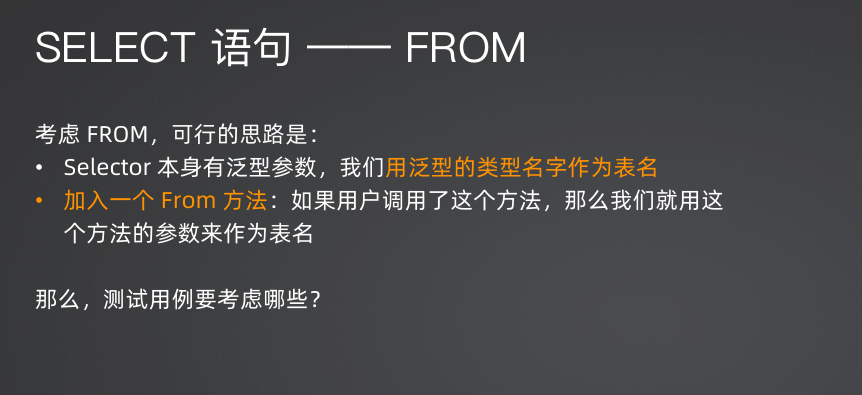 SELECT 语句 —— FROM
考虑 FROM，可行的思路是：
• Selector 本身有泛型参数，我们用泛型的类型名字作为表名
• 加入一个 From 方法：如果用户调用了这个方法，那么我们就用这
个方法的参数来作为表名
那么，测试用例要考虑哪些？